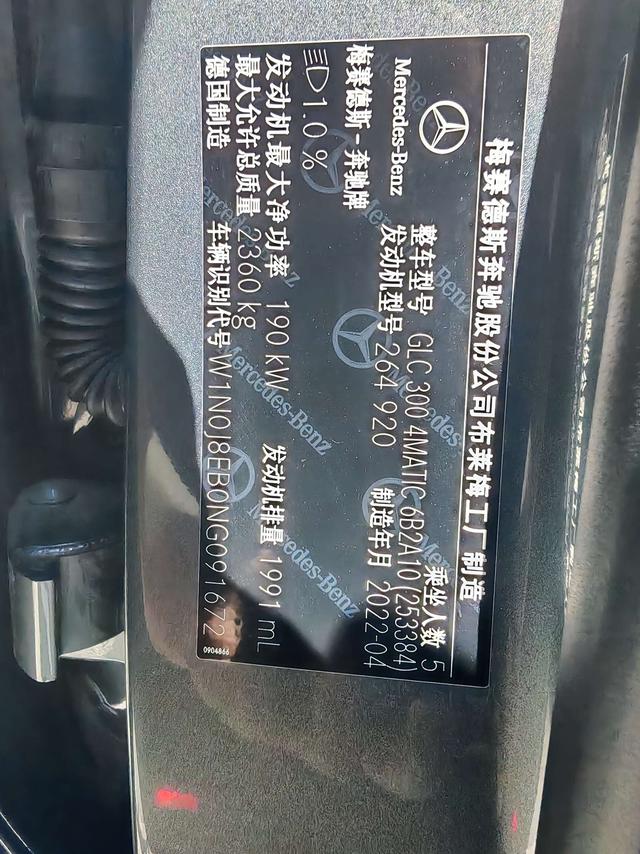 梅赛德斯奔驰股份公司布莱梅工厂制造
Mercedes-Benz
梅赛德斯-奔驰牌
整车型号 GLC 300 4MATIC 6B2A10 (253384)
乘坐人数 5
发动机型号 264 920
制造年月 2022-04
1.0 %
发动机最大净功率 190 kW
发动机排量 1991 mL
最大允许总质量 2360 kg
德国制造
车辆识别代号 W1N0J8EB0NG091672
0904866